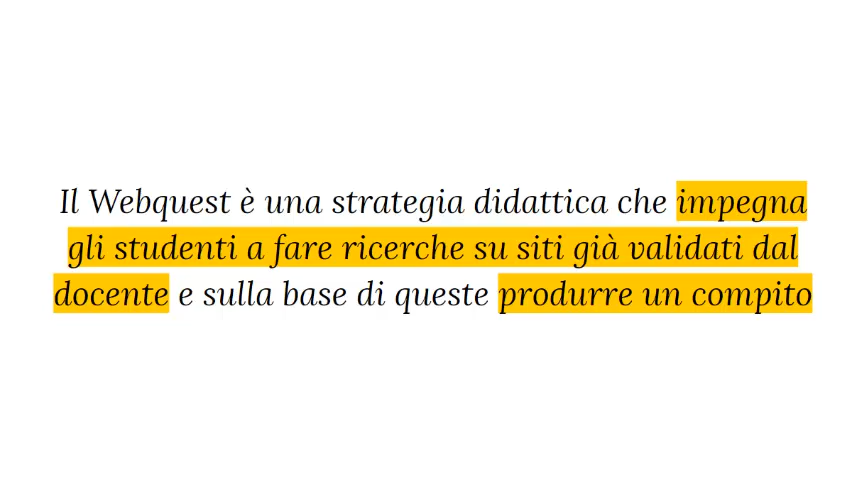 Il Webquest è una strategia didattica che impegna
gli studenti a fare ricerche su siti già validati dal
docente e sulla base di queste produrre un compito